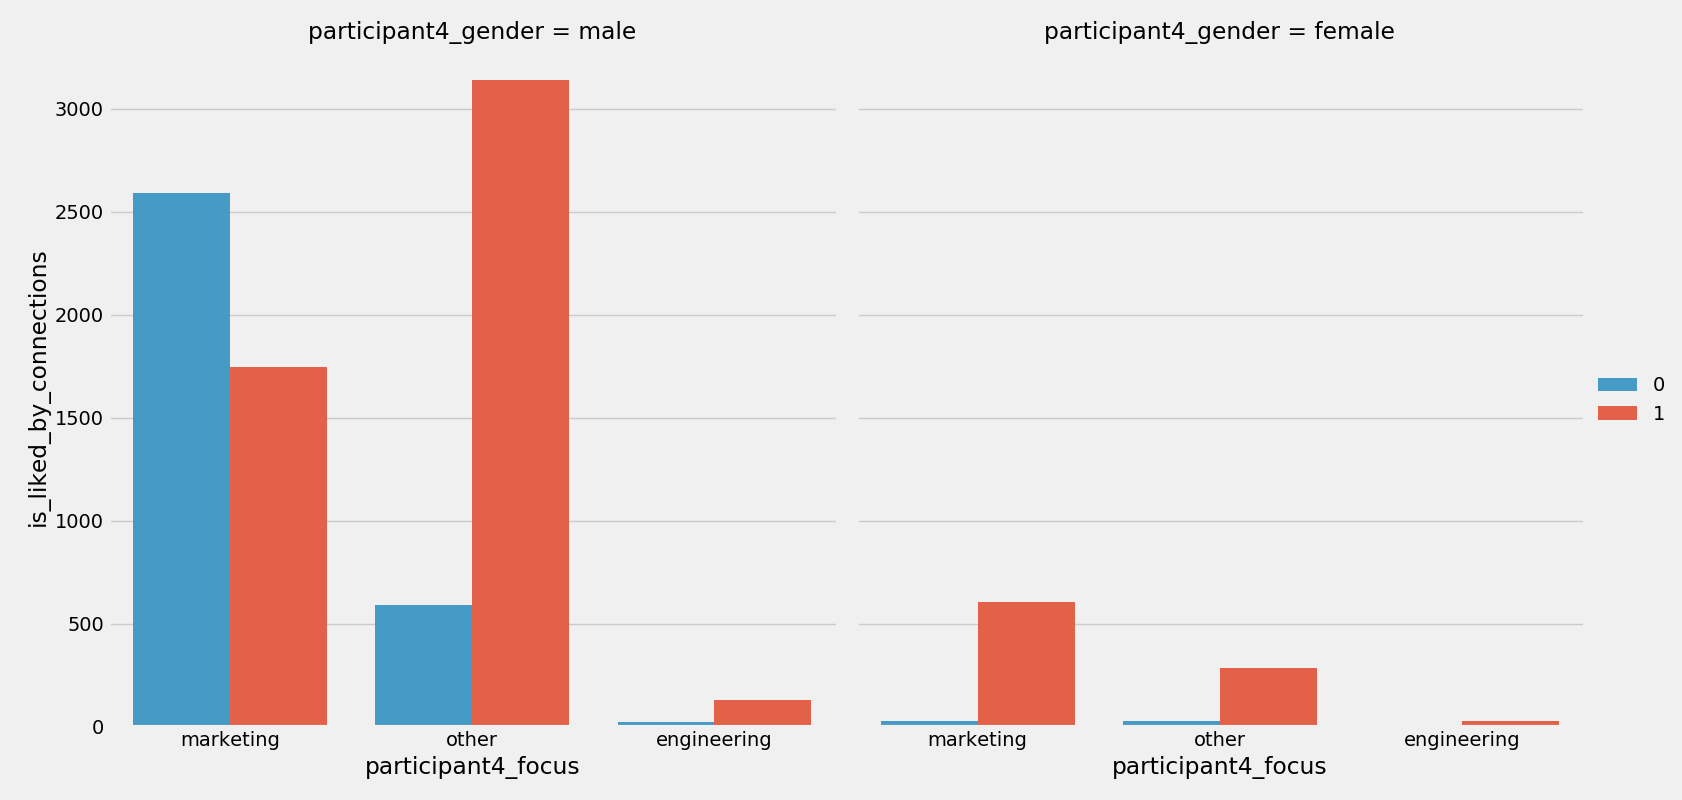 participant4_gender = male
participant4_gender = female
is_liked_by_connections
3000
2500
2000
1500
1000
500
0
marketing other engineering
participant4_focus
marketing other engineering
participant4_focus
0
1